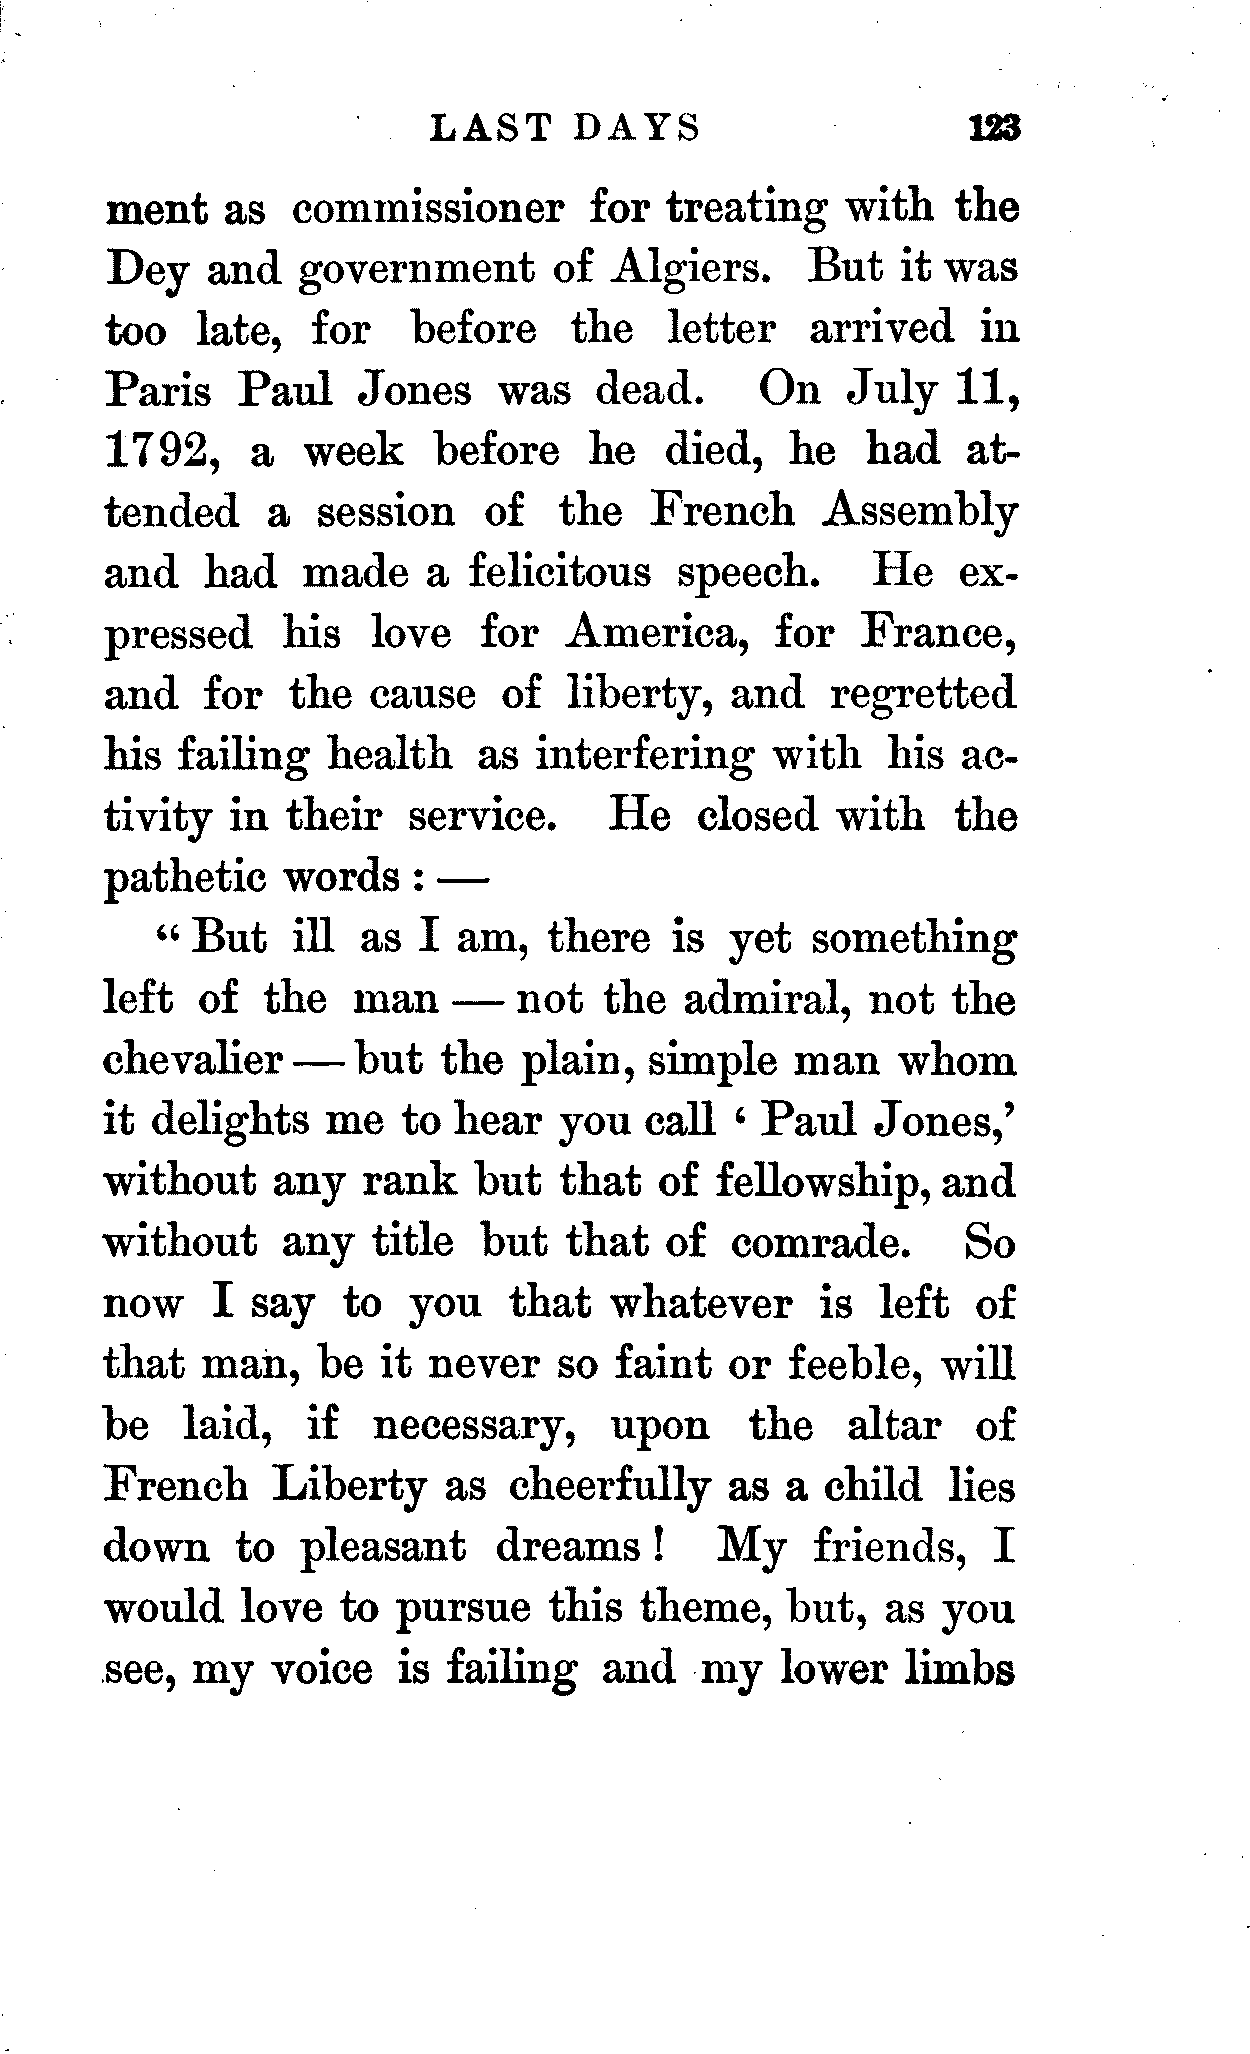 LAST DAYS 123
ment as commissioner for treating with the
Dey and government of Algiers. But it was
too late, for before the letter arrived in
Paris Paul Jones was dead. On July 11,
1792, a week before he died, he had at-
tended a session of the French Assembly
and had made a felicitous speech. He ex-
pressed his love for America, for France,
and for the cause of liberty, and regretted
his failing health as interfering with his ac-
tivity in their service. He closed with the
pathetic words : —
“ But ill as I am, there is yet something
left of the man — not the admiral, not the
chevalier — but the plain, simple man whom
it delights me to hear you call ‘ Paul Jones,’
without any rank but that of fellowship, and
without any title but that of comrade. So
now I say to you that whatever is left of
that man, be it never so faint or feeble, will
be laid, if necessary, upon the altar of
French Liberty as cheerfully as a child lies
down to pleasant dreams ! My friends, I
would love to pursue this theme, but, as you
see, my voice is failing and my lower limbs